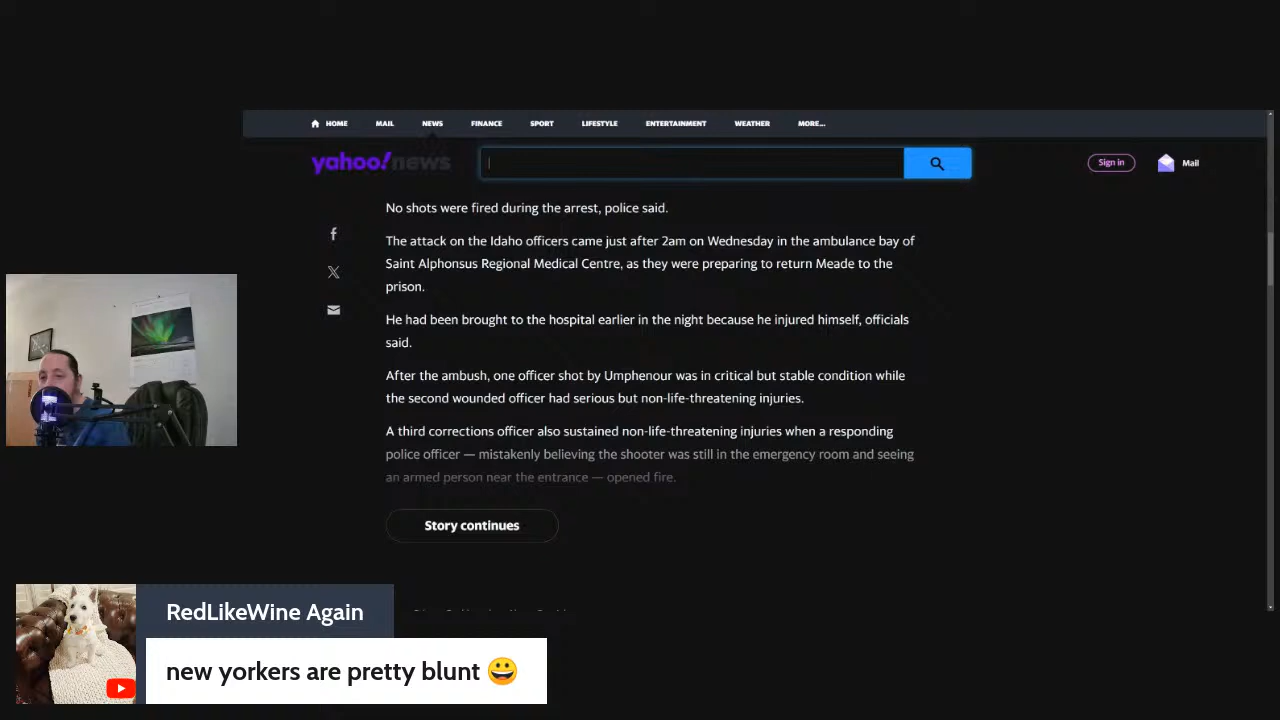 HOME MAIL NEWS FINANCE SPORT LIFESTYLE ENTERTAINMENT WEATHER MORE...
yahoo!news
Sign in
Mail
No shots were fired during the arrest, police said.
The attack on the Idaho officers came just after 2am on Wednesday in the ambulance bay of
Saint Alphonsus Regional Medical Centre, as they were preparing to return Meade to the
prison.
He had been brought to the hospital earlier in the night because he injured himself, officials
said.
After the ambush, one officer shot by Umphenour was in critical but stable condition while
the second wounded officer had serious but non-life-threatening injuries.
A third corrections officer also sustained non-life-threatening injuries when a responding
police officer — mistakenly believing the shooter was still in the emergency room and seeing
an armed person near the entrance — opened fire.
Story continues
RedLikeWine Again
new yorkers are pretty blunt 😀